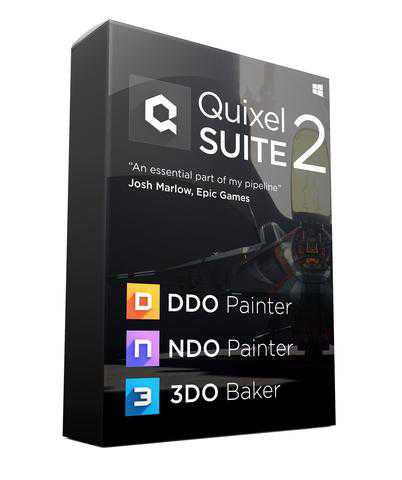 Quixel
SUITE 2
“An essential part of my pipeline”
Josh Marlow, Epic Games
D DDO Painter
n NDO Painter
3 3DO Baker